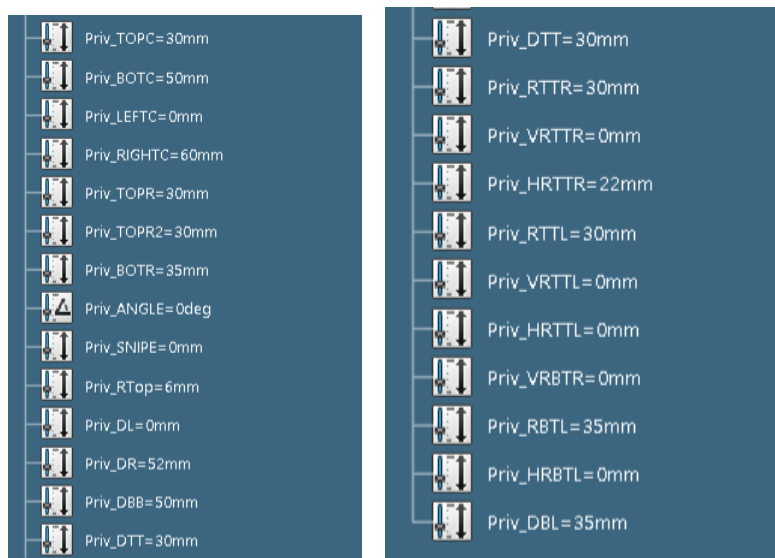 Priv_TOPC=30mm
Priv_BOTC=50mm
Priv_LEFTC=0mm
Priv_RIGHTC=60mm
Priv_TOPR=30mm
Priv_TOPR2=30mm
Priv_BOTR=35mm
Priv_ANGLE=0deg
Priv_SNIPE=0mm
Priv_RTop=6mm
Priv_DL=0mm
Priv_DR=52mm
Priv_DBB=50mm
Priv_DTT=30mm
Priv_DTT=30mm
Priv_RTTR=30mm
Priv_VRTTR=0mm
Priv_HRTTR=22mm
Priv_RTTL=30mm
Priv_VRTTL=0mm
Priv_HRTTL=0mm
Priv_VRBTR=0mm
Priv_RBTL=35mm
Priv_HRBTL=0mm
Priv_DBL=35mm